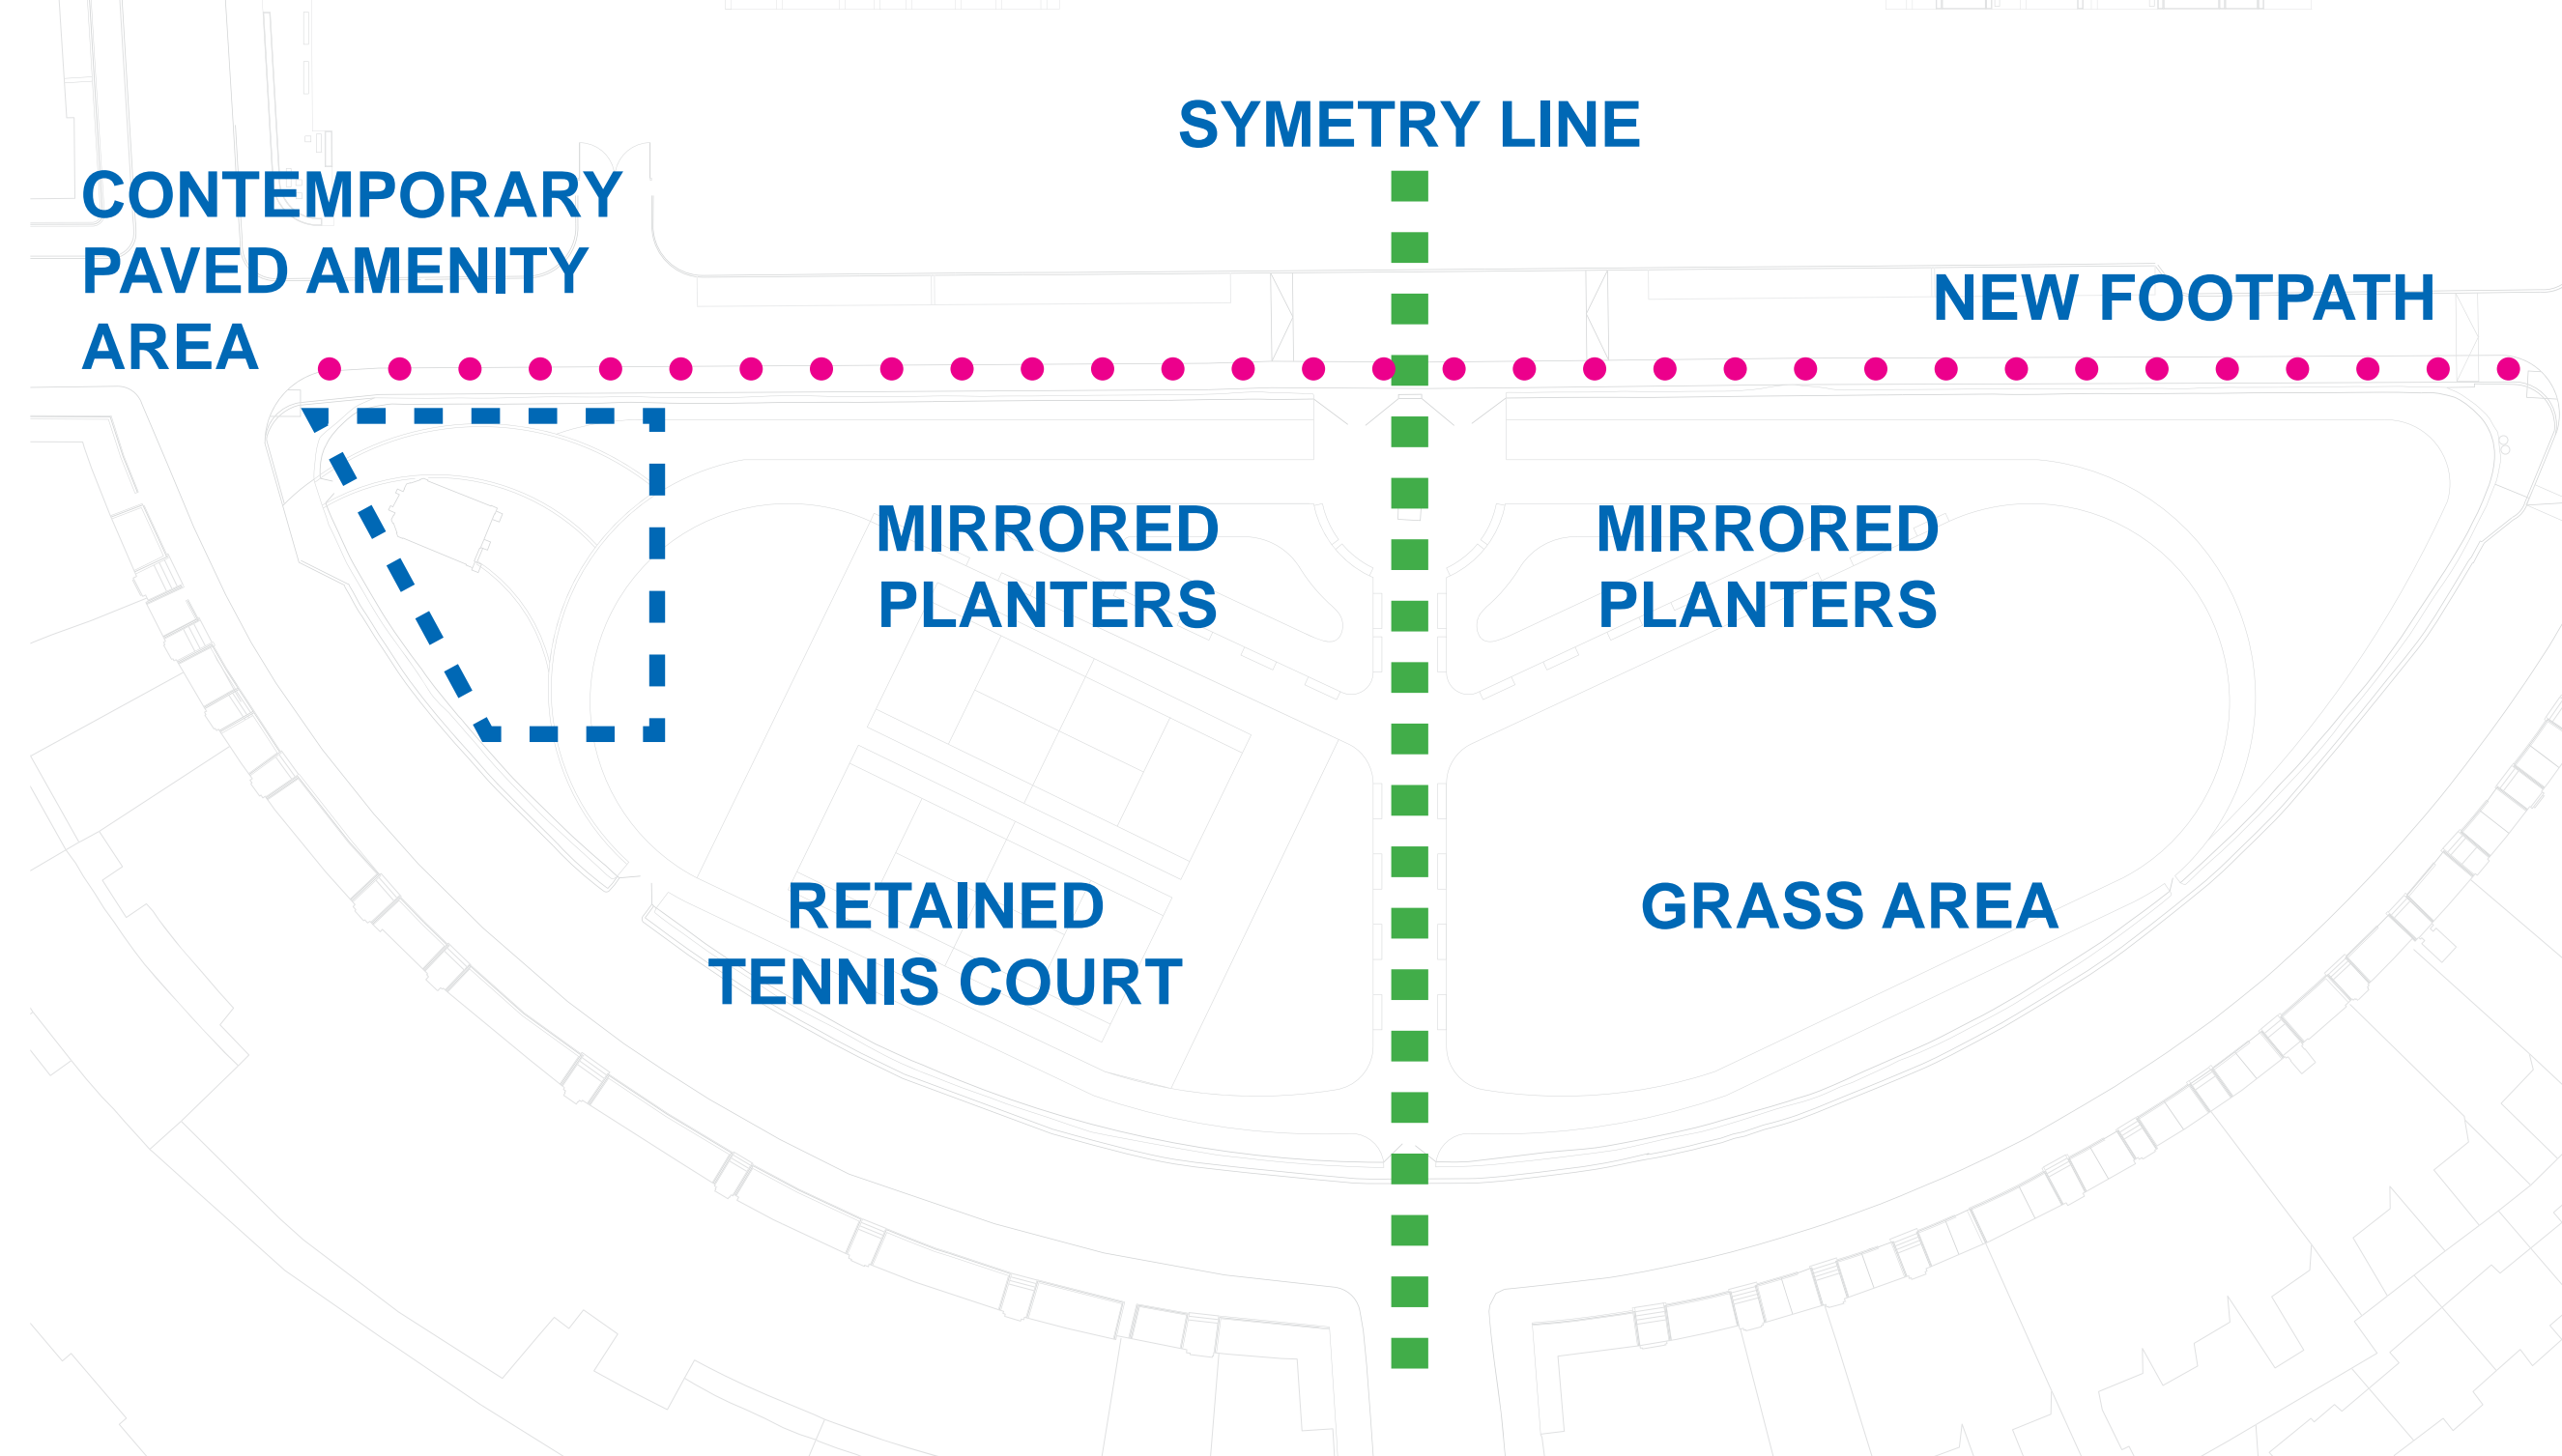 SYMETRY LINE
CONTEMPORARY
PAVED AMENITY
AREA
NEW FOOTPATH
MIRRORED
PLANTERS
MIRRORED
PLANTERS
RETAINED
TENNIS COURT
GRASS AREA